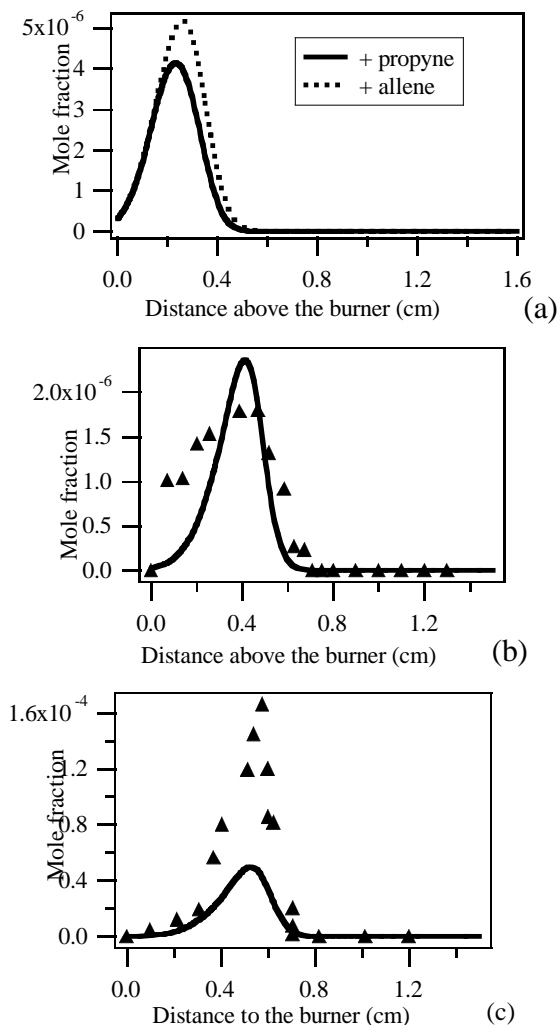 5x10-6
4
3
2
1
0
Mole fraction
+ propyne
+ allene
0.0 0.4 0.8 1.2 1.6
Distance above the burner (cm)
(a)
2.0x10-6
1.5
1.0
0.5
0.0
Mole fraction
0.0 0.4 0.8 1.2
Distance above the burner (cm)
(b)
1.6x10-4
1.2
0.8
0.4
0.0
Mole fraction
0.0 0.4 0.8 1.2
Distance to the burner (cm)
(c)